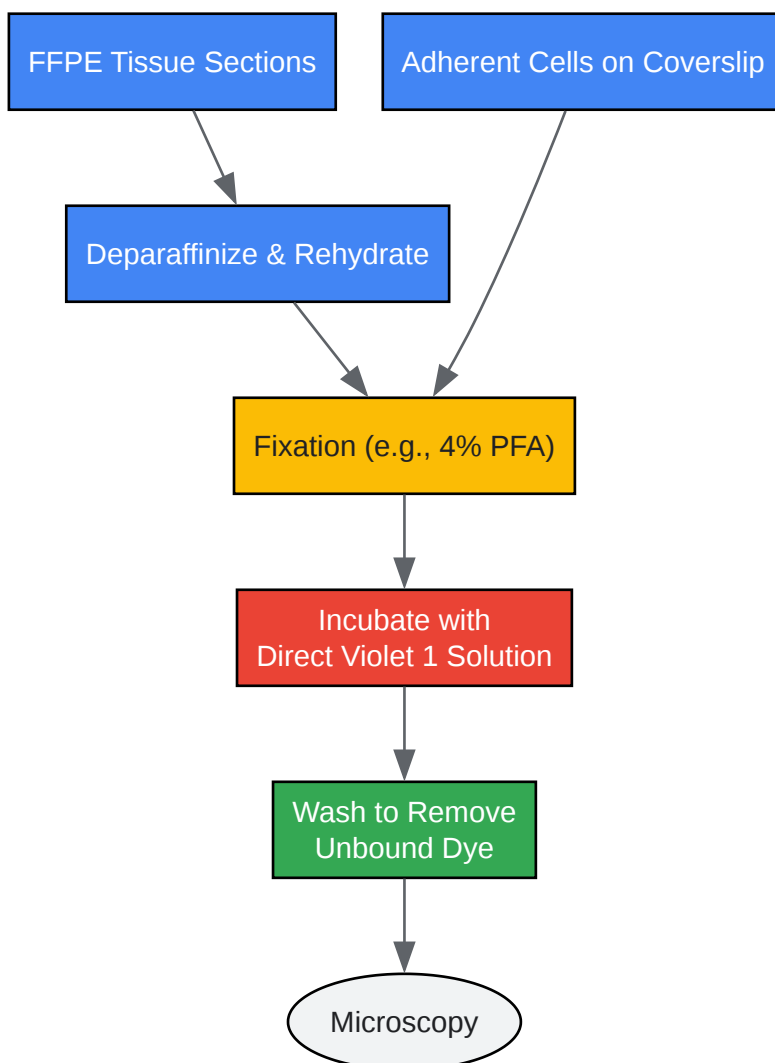 FFPE Tissue Sections
Adherent Cells on Coverslip
Deparaffinize & Rehydrate
Fixation (e.g., 4% PFA)
Incubate with
Direct Violet 1 Solution
Wash to Remove
Unbound Dye
Microscopy